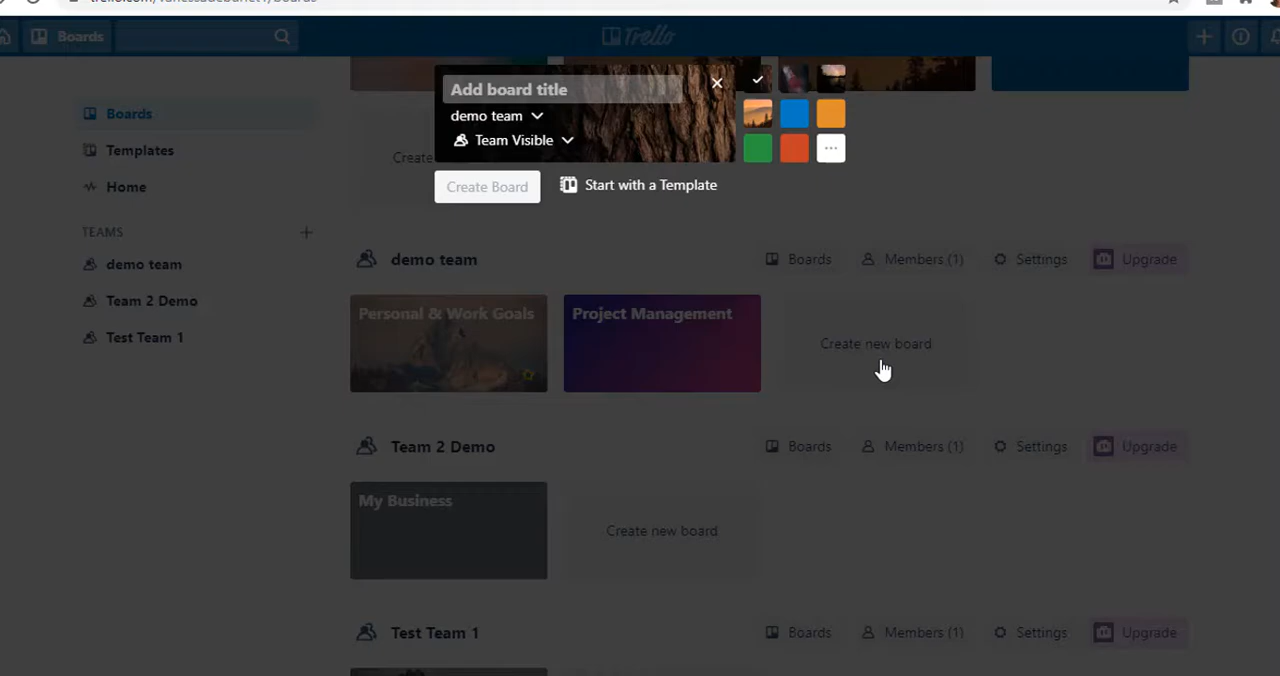 Boards
Trello
Add board title
demo team
Team Visible
Create Board
Start with a Template
Create
Boards
Templates
Home
TEAMS
demo team
Team 2 Demo
Test Team 1
demo team
Boards
Members (1)
Settings
Upgrade
Personal & Work Goals
Project Management
Create new board
Team 2 Demo
Boards
Members (1)
Settings
Upgrade
My Business
Create new board
Test Team 1
Boards
Members (1)
Settings
Upgrade